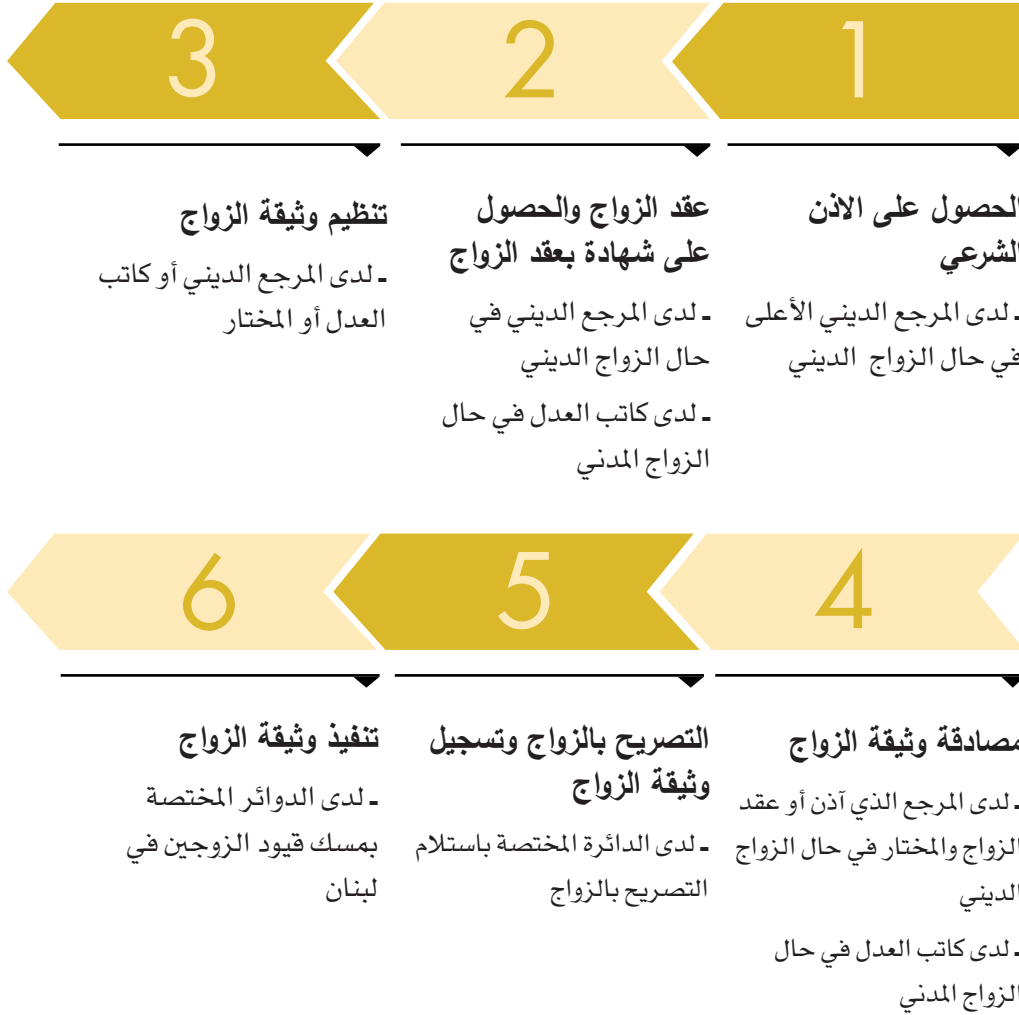 1
الحصول على الاذن
الشرعي
ـ لدى المرجع الديني الأعلى
في حال الزواج الديني
2
عقد الزواج والحصول
على شهادة بعقد الزواج
ـ لدى المرجع الديني في
حال الزواج الديني
ـ لدى كاتب العدل في حال
الزواج المدني
3
تنظيم وثيقة الزواج
ـ لدى المرجع الديني أو كاتب
العدل أو المختار
4
مصادقة وثيقة الزواج
ـ لدى المرجع الذي آذن أو عقد
الزواج والمختار في حال الزواج
الديني
ـ لدى كاتب العدل في حال
الزواج المدني
5
التصريح بالزواج وتسجيل
وثيقة الزواج
ـ لدى الدائرة المختصة باستلام
التصريح بالزواج
6
تنفيذ وثيقة الزواج
ـ لدى الدوائر المختصة
بمسك قيود الزوجين في
لبنان